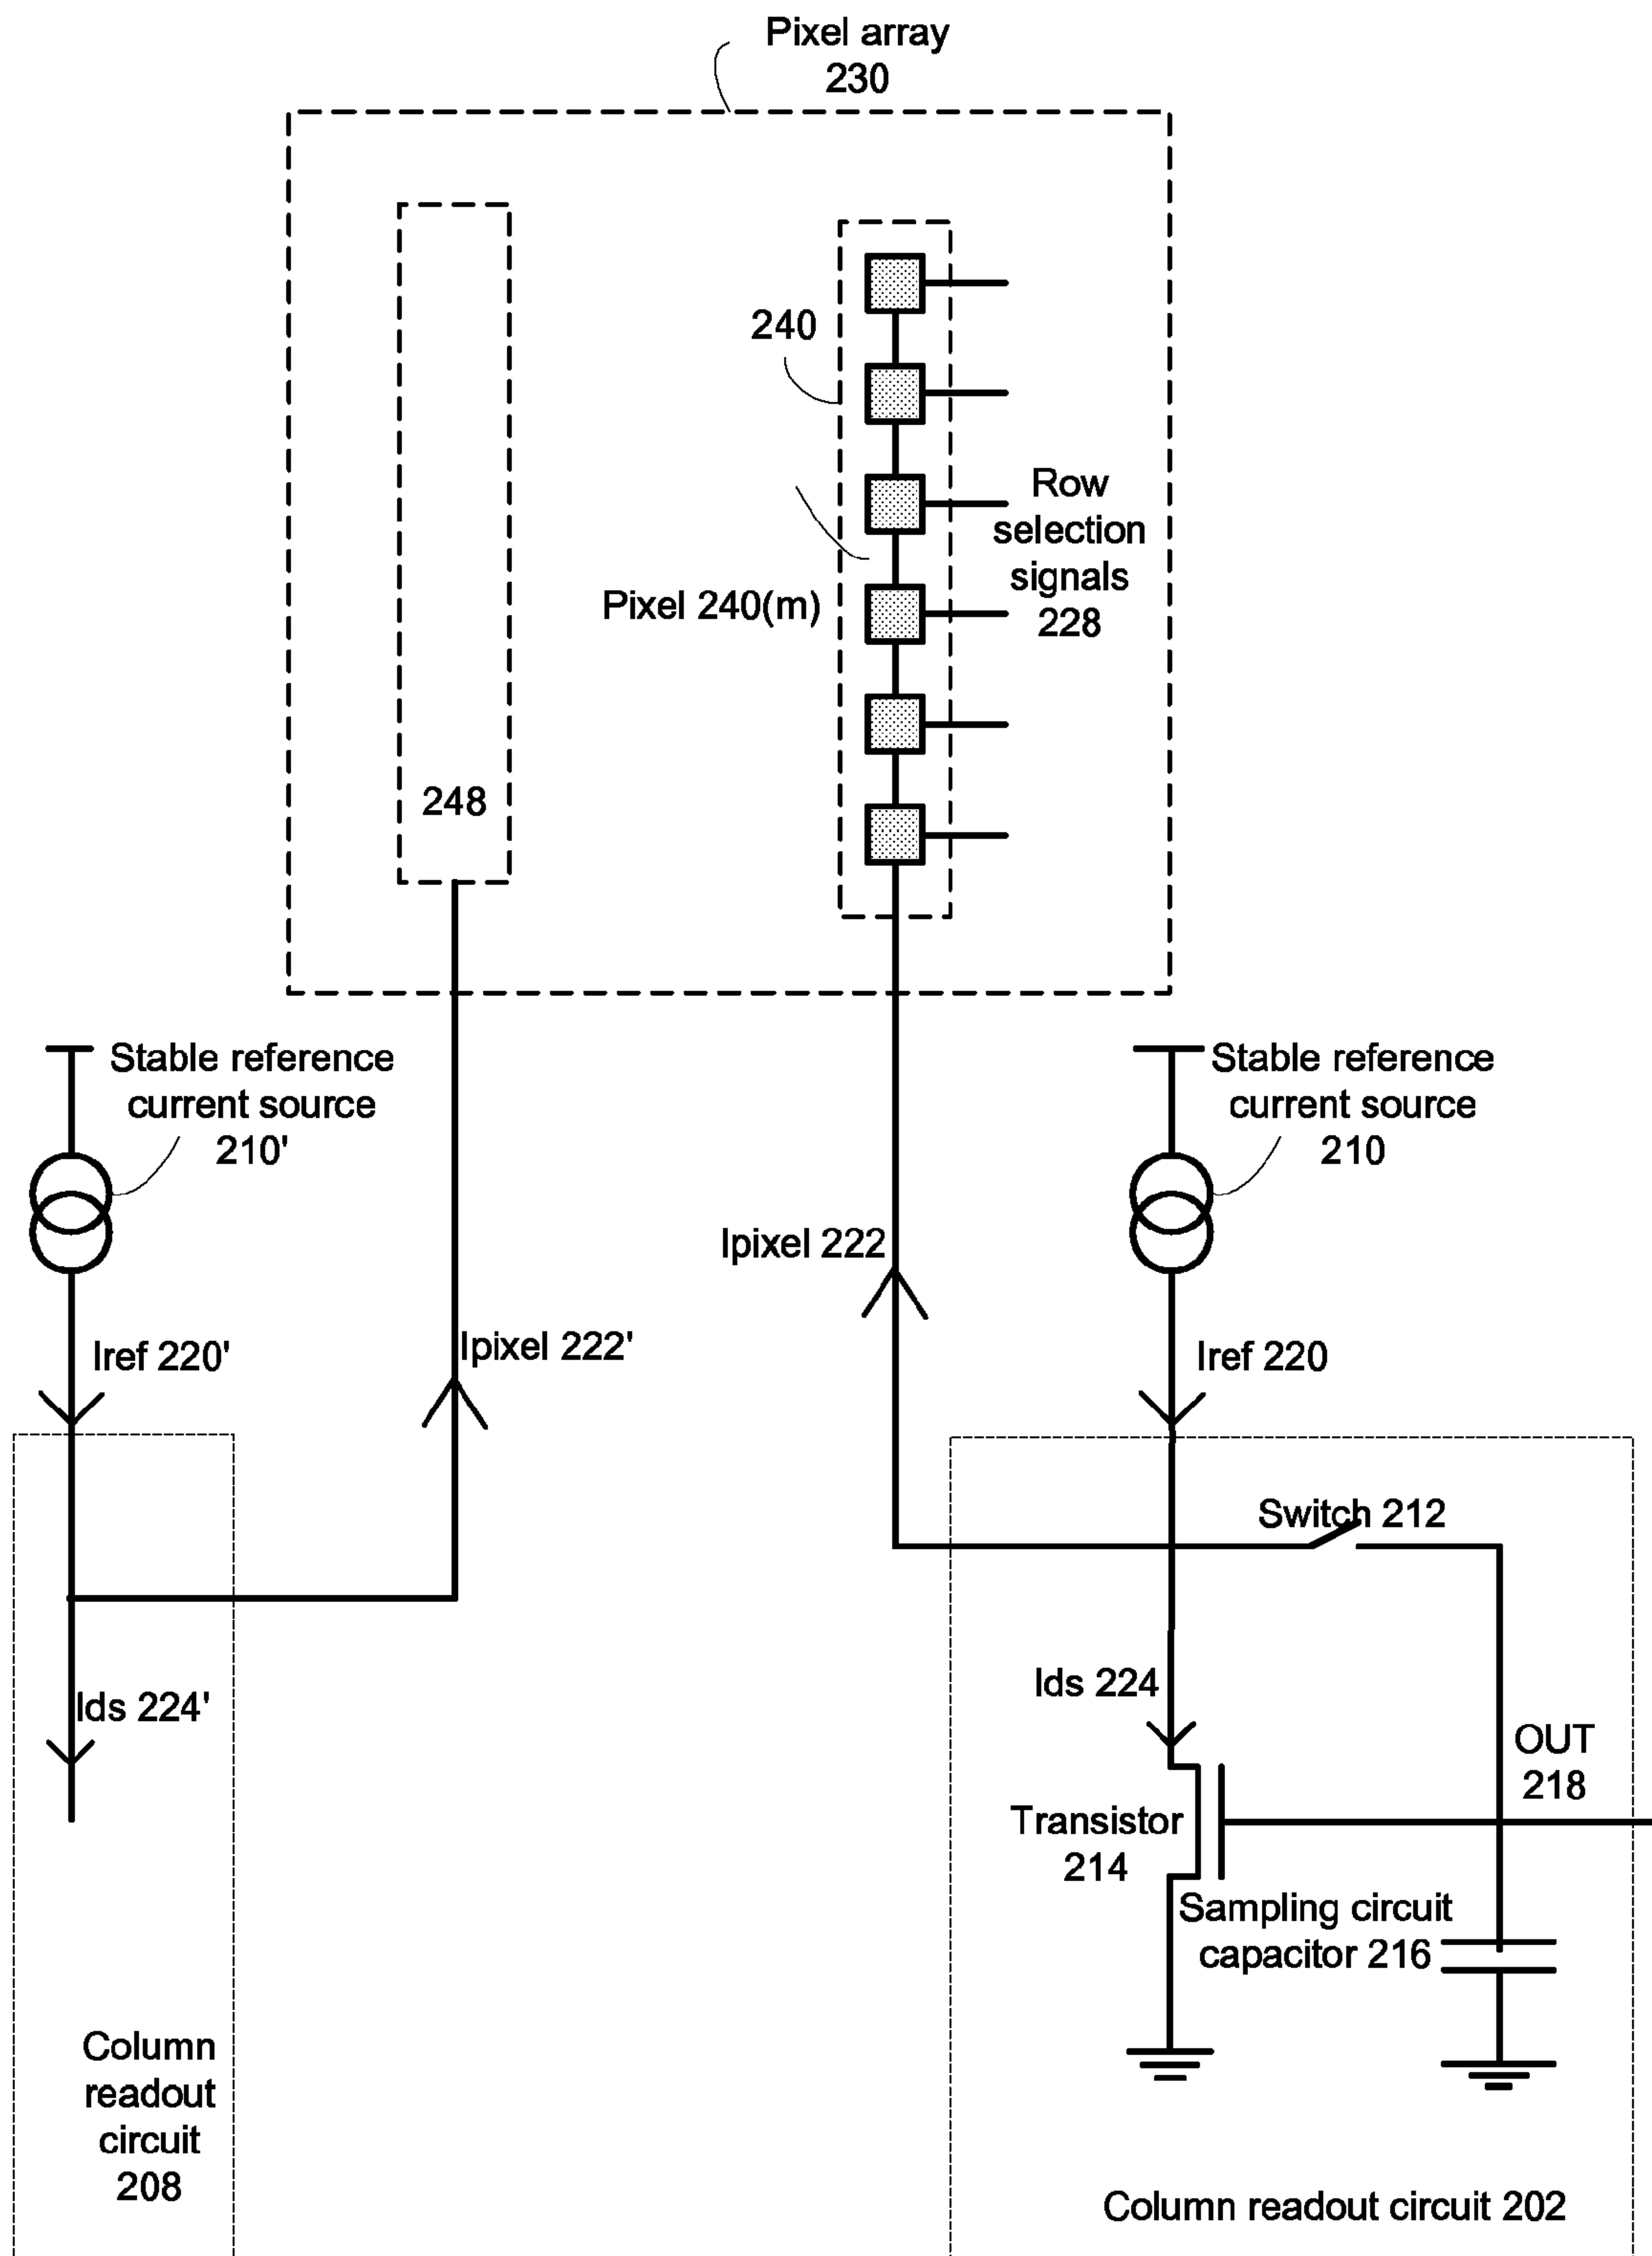 Pixel array
230
240
Row
selection
signals
228
Pixel 240(m)
248
Stable reference
current source
210'
Stable reference
current source
210
Ipixel 222
Iref 220'
Ipixel 222'
Iref 220
Switch 212
Ids 224
Ids 224'
OUT
218
Transistor
214
Sampling circuit
capacitor 216
Column
readout
circuit
208
Column readout circuit 202